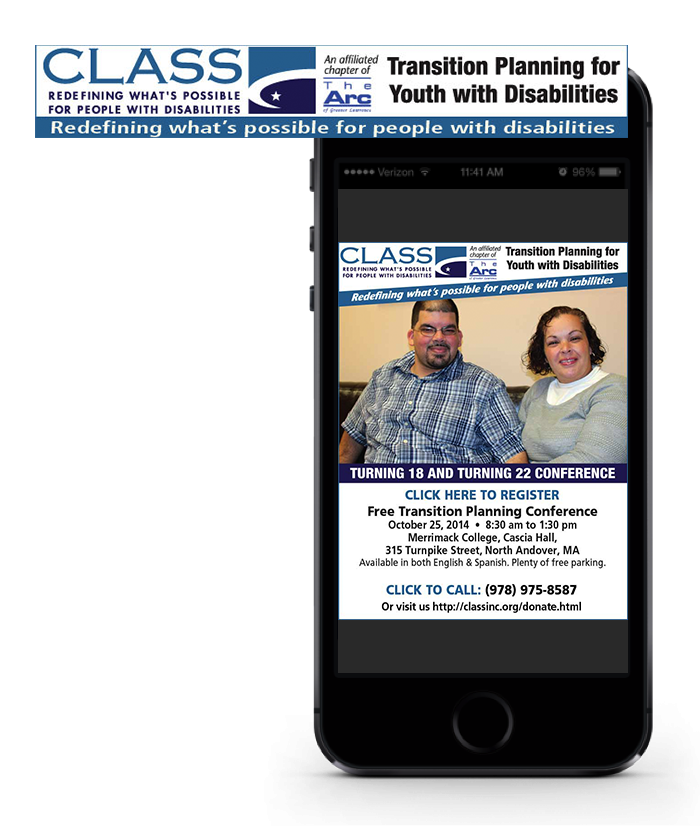 CLASS
REDEFINING WHAT'S POSSIBLE
FOR PEOPLE WITH DISABILITIES
An affiliated
chapter of
The
Arc
of Greater Lawrence
Transition Planning for
Youth with Disabilities
Redefining what's possible for people with disabilities
Verizon
11:41 AM
96%
CLASS
REDEFINING WHAT'S POSSIBLE
FOR PEOPLE WITH DISABILITIES
An affiliated
chapter of
The
Arc
of Greater Lawrence
Transition Planning for
Youth with Disabilities
Redefining what's possible for people with disabilities
TURNING 18 AND TURNING 22 CONFERENCE
CLICK HERE TO REGISTER
Free Transition Planning Conference
October 25, 2014 • 8:30 am to 1:30 pm
Merrimack College, Cascia Hall,
315 Turnpike Street, North Andover, MA
Available in both English & Spanish. Plenty of free parking.
CLICK TO CALL: (978) 975-8587
Or visit us http://classinc.org/donate.html